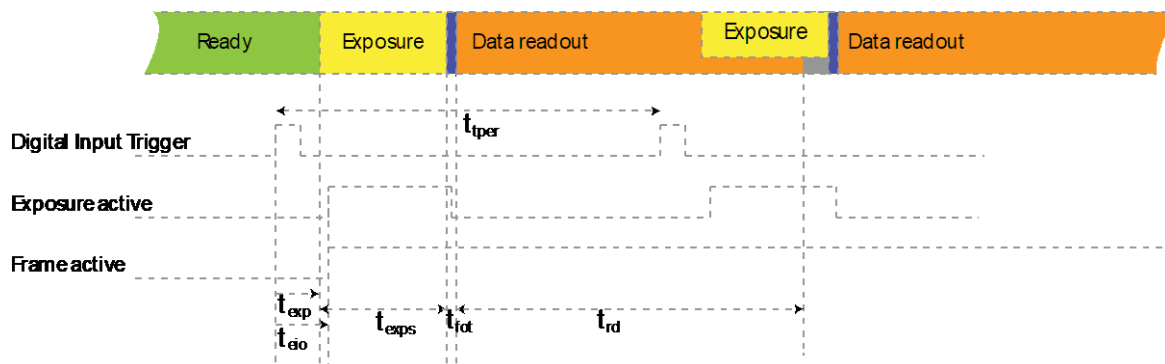 Ready
Exposure
Data readout
Exposure
Data readout
t_tper
Digital Input Trigger
Exposure active
Frame active
t_exp
t_exps
t_fot
t_rd
t_eio